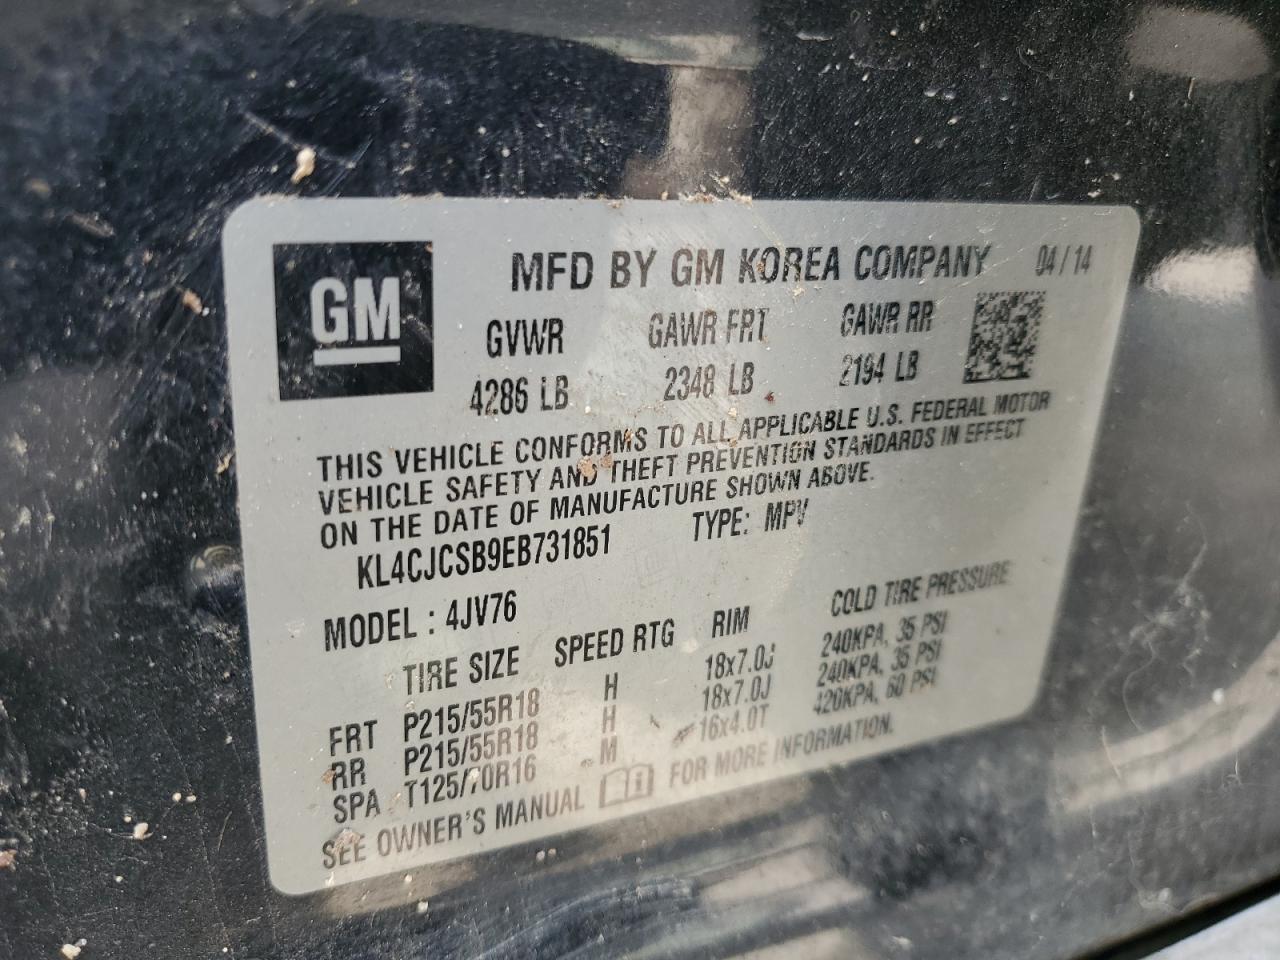 GM
MFD BY GM KOREA COMPANY 04/14
GVWR GAWR FRT GAWR RR
4286 LB 2348 LB 2194 LB
THIS VEHICLE CONFORMS TO ALL APPLICABLE U.S. FEDERAL MOTOR
VEHICLE SAFETY AND THEFT PREVENTION STANDARDS IN EFFECT
ON THE DATE OF MANUFACTURE SHOWN ABOVE.
KL4CJCSB9EB731851 TYPE: MPV
MODEL : 4JV76
TIRE SIZE SPEED RTG RIM COLD TIRE PRESSURE
FRT P215/55R18 H 18x7.0J 240KPA, 35 PSI
RR P215/55R18 H 18x7.0J 240KPA, 35 PSI
SPA T125/70R16 M 16x4.0T 420KPA, 60 PSI
SEE OWNER'S MANUAL FOR MORE INFORMATION.